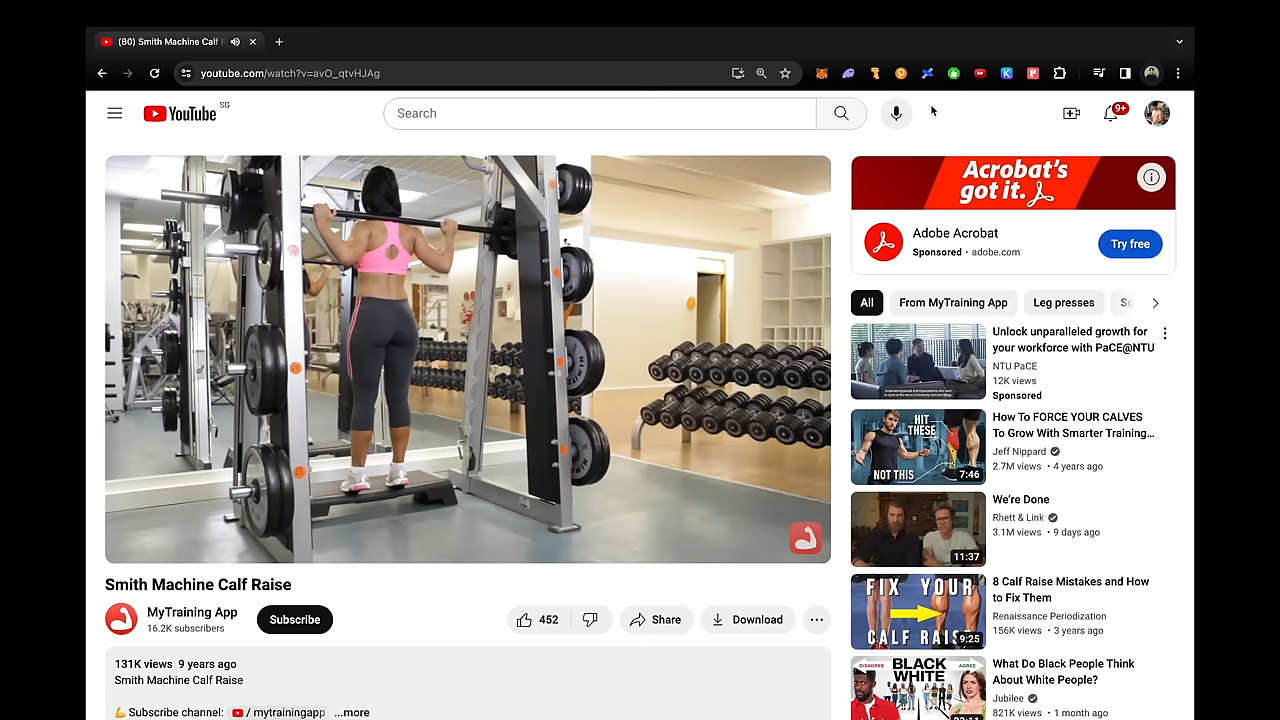 (80) Smith Machine Calf
youtube.com/watch?v=avO_qtvHJAg
YouTube SG
Search
9+
Acrobat's
got it.
Adobe Acrobat
Sponsored · adobe.com
Try free
All
From MyTraining App
Leg presses
Unlock unparalleled growth for
your workforce with PaCE@NTU
NTU PaCE
12K views
Sponsored
HIT
THESE
NOT THIS
7:46
How To FORCE YOUR CALVES
To Grow With Smarter Training...
Jeff Nippard
2.7M views · 4 years ago
11:37
We're Done
Rhett & Link
3.1M views · 9 days ago
FIX YOUR
CALF RAIS
9:25
8 Calf Raise Mistakes and How
to Fix Them
Renaissance Periodization
156K views · 3 years ago
DISAGREE
BLACK
WHITE
AGREE
What Do Black People Think
About White People?
Jubilee
821K views · 1 month ago
Smith Machine Calf Raise
MyTraining App
16.2K subscribers
Subscribe
452
Share
Download
131K views 9 years ago
Smith Machine Calf Raise
💪 Subscribe channel: / mytrainingapp ...more